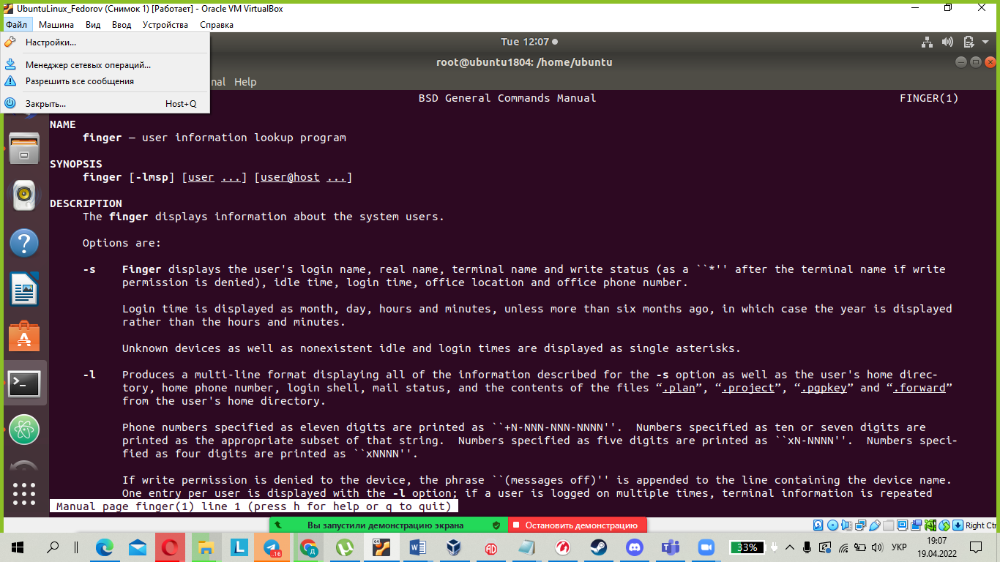 UbuntuLinux_Fedorov (Снимок 1) [Работает] - Oracle VM VirtualBox
Файл Машина Вид Ввод Устройства Справка
Настройки...
Менеджер сетевых операций...
Разрешить все сообщения
Закрыть... Host+Q
Tue 12:07
root@ubuntu1804: /home/ubuntu
nal Help
BSD General Commands Manual FINGER(1)
NAME
finger — user information lookup program
SYNOPSIS
finger [-lmsp] [user ...] [user@host ...]
DESCRIPTION
The finger displays information about the system users.
Options are:
-s Finger displays the user's login name, real name, terminal name and write status (as a ``*'' after the terminal name if write
permission is denied), idle time, login time, office location and office phone number.
Login time is displayed as month, day, hours and minutes, unless more than six months ago, in which case the year is displayed
rather than the hours and minutes.
Unknown devices as well as nonexistent idle and login times are displayed as single asterisks.
-l Produces a multi-line format displaying all of the information described for the -s option as well as the user's home direc-
tory, home phone number, login shell, mail status, and the contents of the files “.plan”, “.project”, “.pgpkey” and “.forward”
from the user's home directory.
Phone numbers specified as eleven digits are printed as ``+N-NNN-NNN-NNNN''. Numbers specified as ten or seven digits are
printed as the appropriate subset of that string. Numbers specified as five digits are printed as ``xN-NNNN''. Numbers speci-
fied as four digits are printed as ``xNNNN''.
If write permission is denied to the device, the phrase ``(messages off)'' is appended to the line containing the device name.
One entry per user is displayed with the -l option; if a user is logged on multiple times, terminal information is repeated
Manual page finger(1) line 1 (press h for help or q to quit)
Вы запустили демонстрацию экрана Остановить демонстрацию
Right Ctr
33% УКР 19:07
19.04.2022